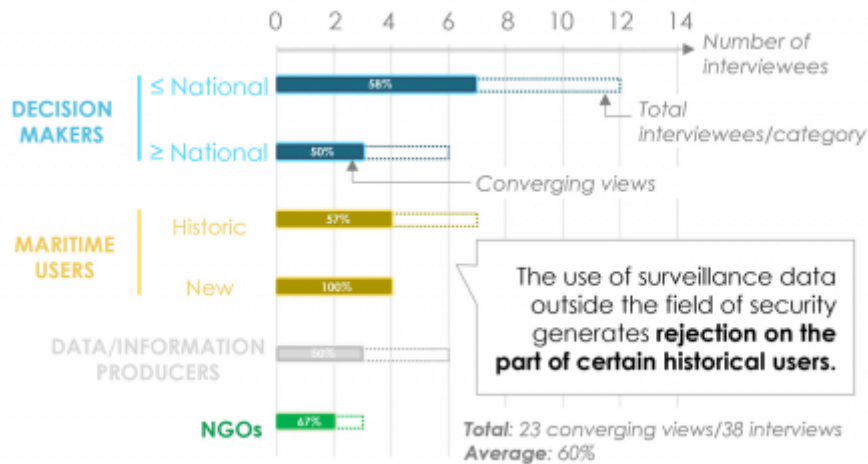 0 2 4 6 8 10 12 14
Number of
interviewees
≤ National
58%
DECISION
MAKERS
Total
interviewees/category
≥ National
50%
Converging views
Historic
57%
MARITIME
USERS
New
100%
The use of surveillance data
outside the field of security
generates rejection on the
part of certain historical users.
DATA/INFORMATION
PRODUCERS
50%
NGOs
67%
Total: 23 converging views/38 interviews
Average: 60%